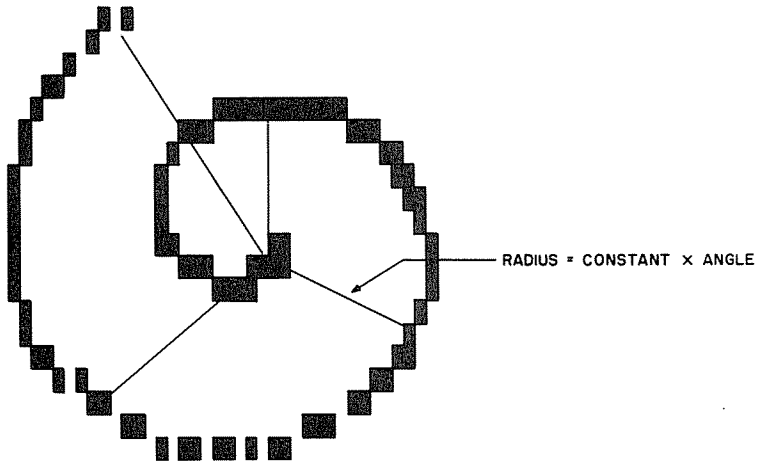 RADIUS = CONSTANT × ANGLE